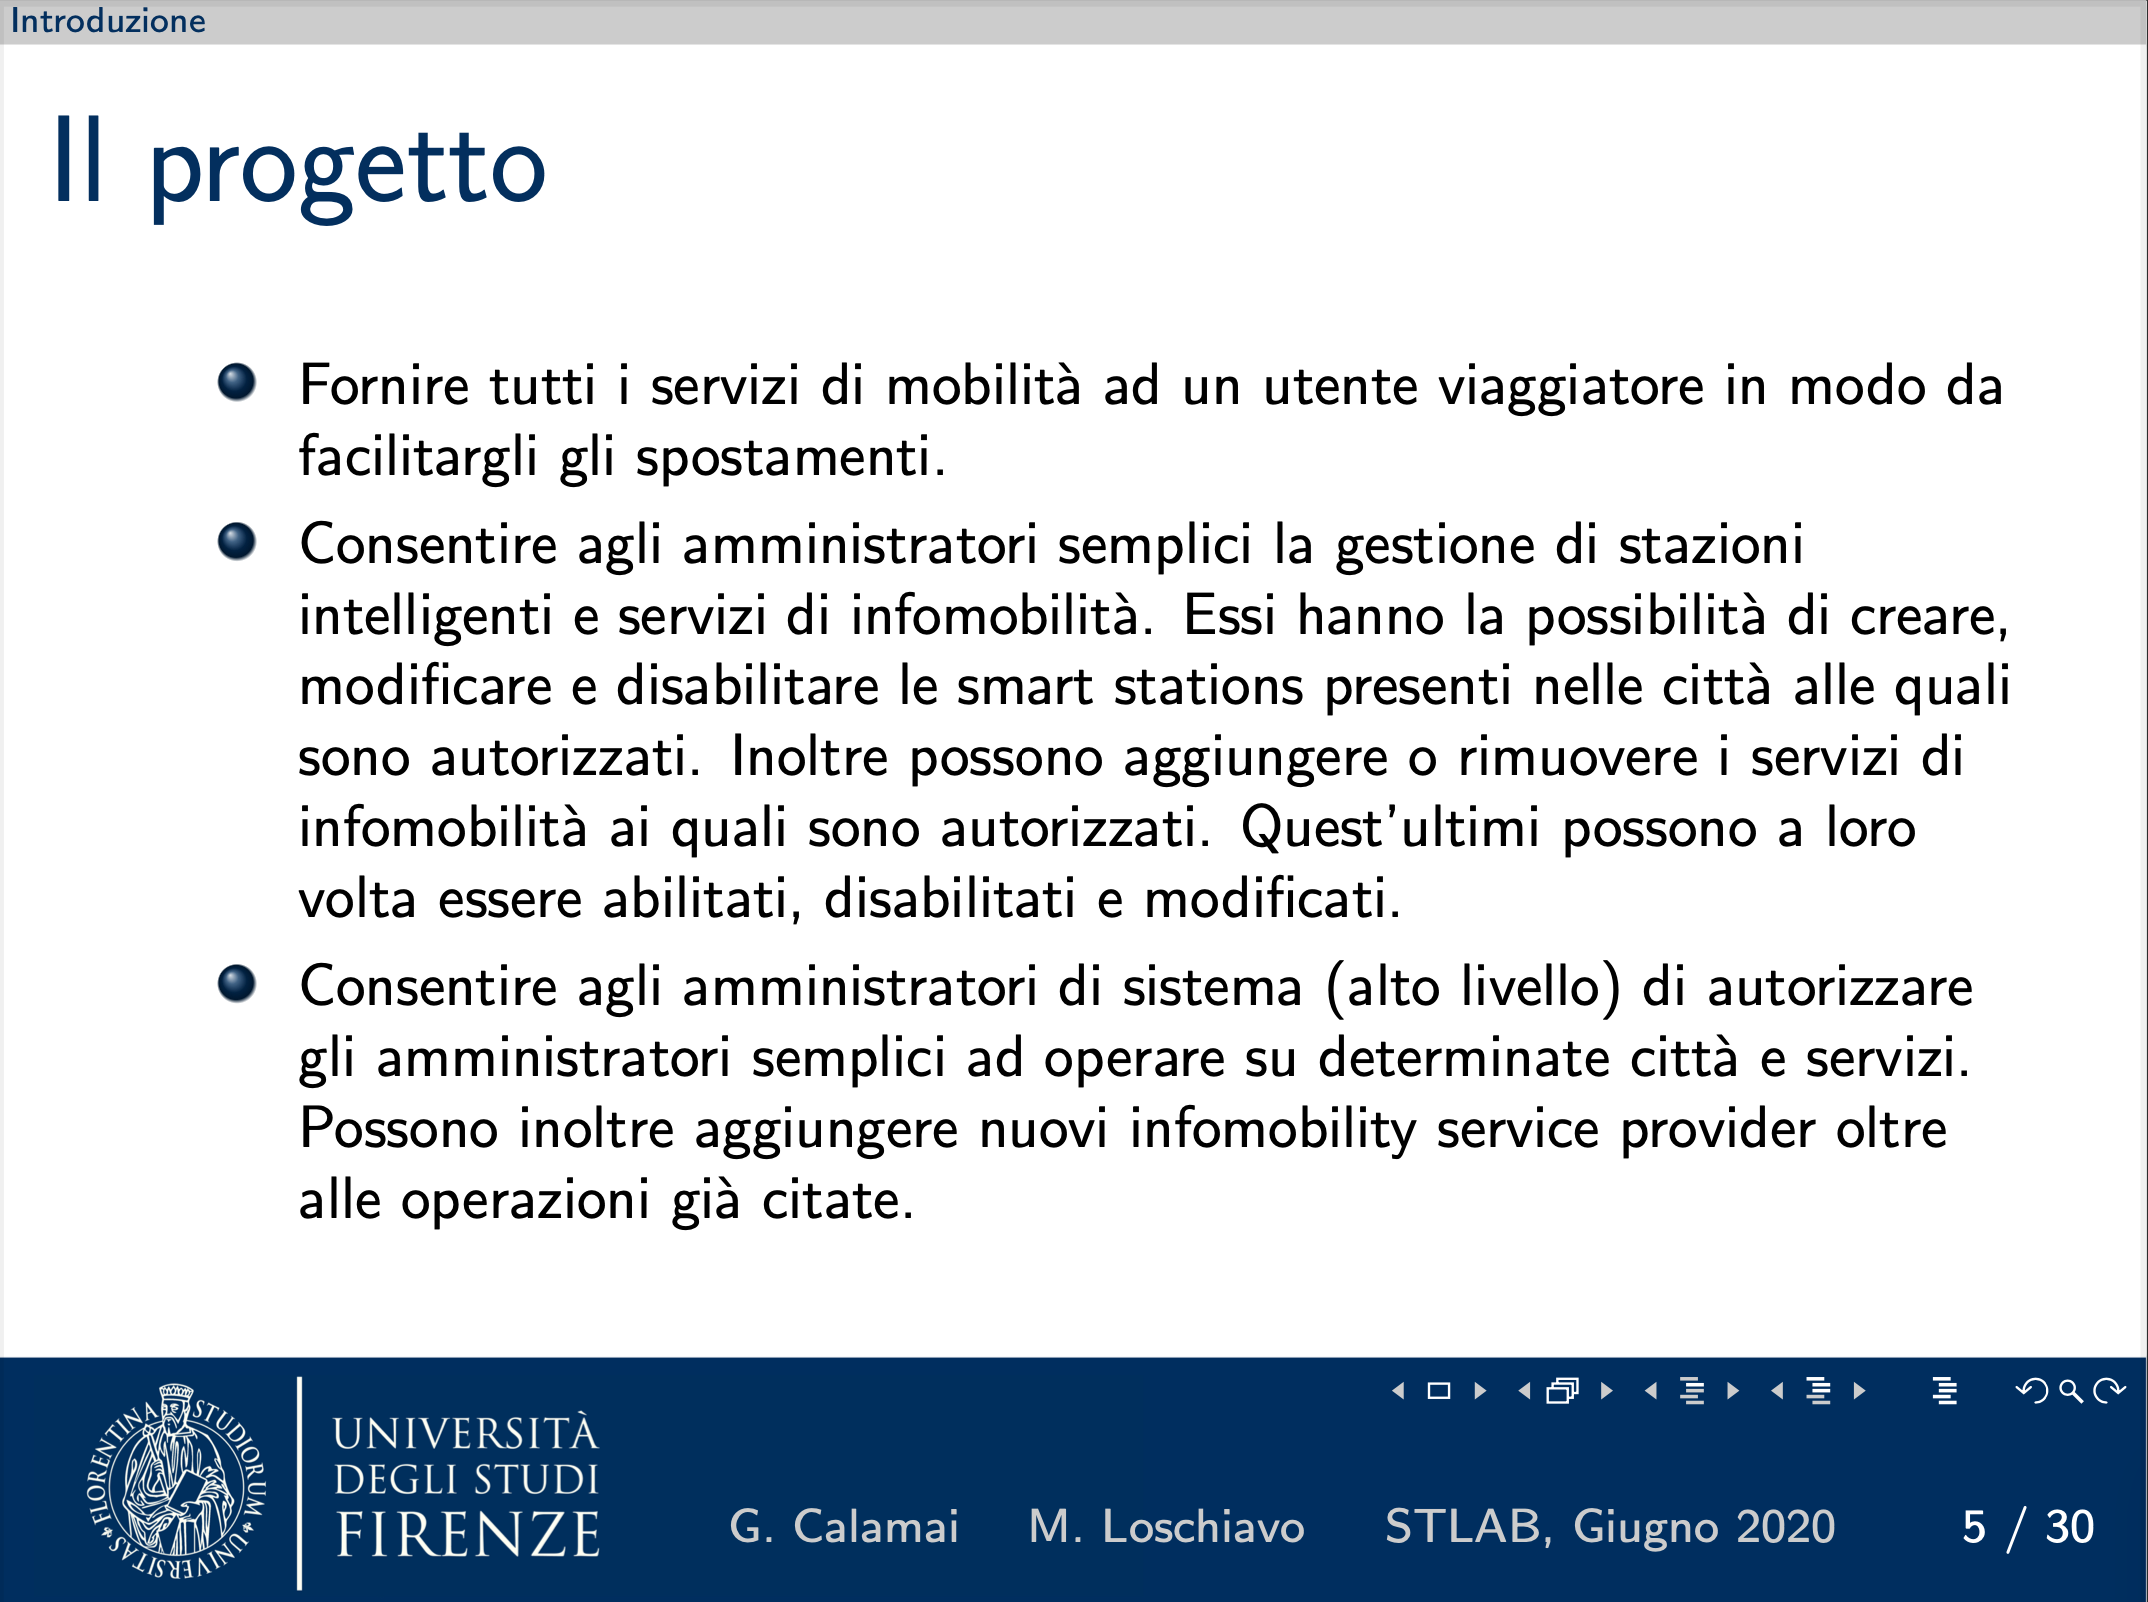 Introduzione
Il progetto
Fornire tutti i servizi di mobilità ad un utente viaggiatore in modo da
facilitargli gli spostamenti.
Consentire agli amministratori semplici la gestione di stazioni
intelligenti e servizi di infomobilità. Essi hanno la possibilità di creare,
modificare e disabilitare le smart stations presenti nelle città alle quali
sono autorizzati. Inoltre possono aggiungere o rimuovere i servizi di
infomobilità ai quali sono autorizzati. Quest'ultimi possono a loro
volta essere abilitati, disabilitati e modificati.
Consentire agli amministratori di sistema (alto livello) di autorizzare
gli amministratori semplici ad operare su determinate città e servizi.
Possono inoltre aggiungere nuovi infomobility service provider oltre
alle operazioni già citate.
FLORENTINA STUDIORUM UNIVERSITAS
UNIVERSITÀ
DEGLI STUDI
FIRENZE
G. Calamai M. Loschiavo STLAB, Giugno 2020 5 / 30